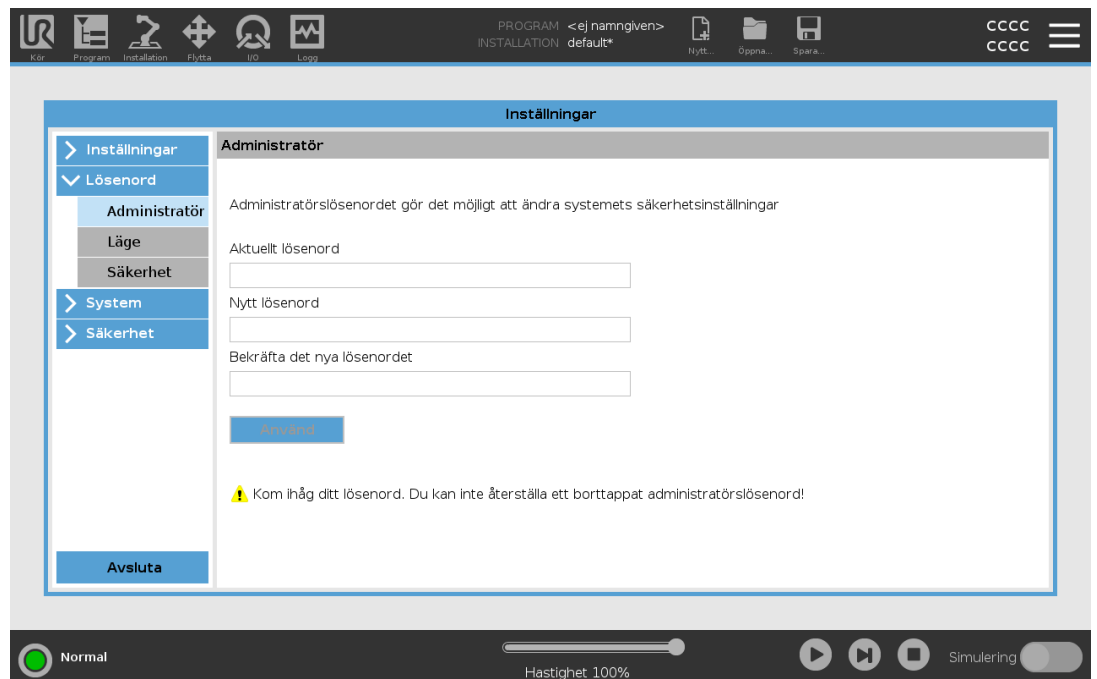 UR
PROGRAM <ej namngiven>
INSTALLATION default*
CCCC
CCCC
Kör Program Installation Flytta I/O Logg
Nytt... Öppna... Spara...
Inställningar
Inställningar
Lösenord
Administratör
Läge
Säkerhet
System
Säkerhet
Avsluta
Administratör
Administratörslösenordet gör det möjligt att ändra systemets säkerhetsinställningar
Aktuellt lösenord
Nytt lösenord
Bekräfta det nya lösenordet
Använd
Kom ihåg ditt lösenord. Du kan inte återställa ett borttappat administratörslösenord!
Normal
Hastighet 100%
Simulering